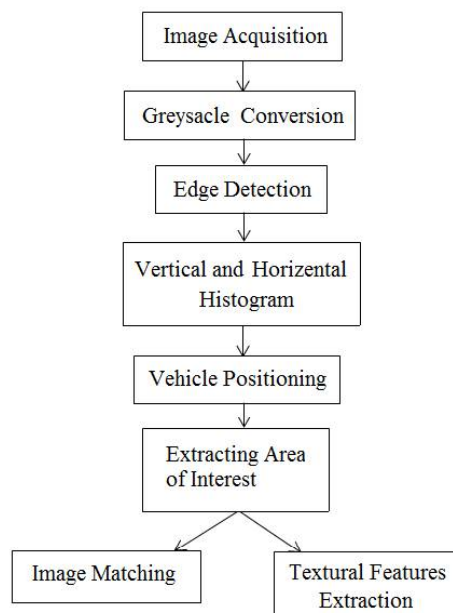 Image Acquisition
Greysacle Conversion
Edge Detection
Vertical and Horizental
Histogram
Vehicle Positioning
Extracting Area
of Interest
Image Matching
Textural Features
Extraction